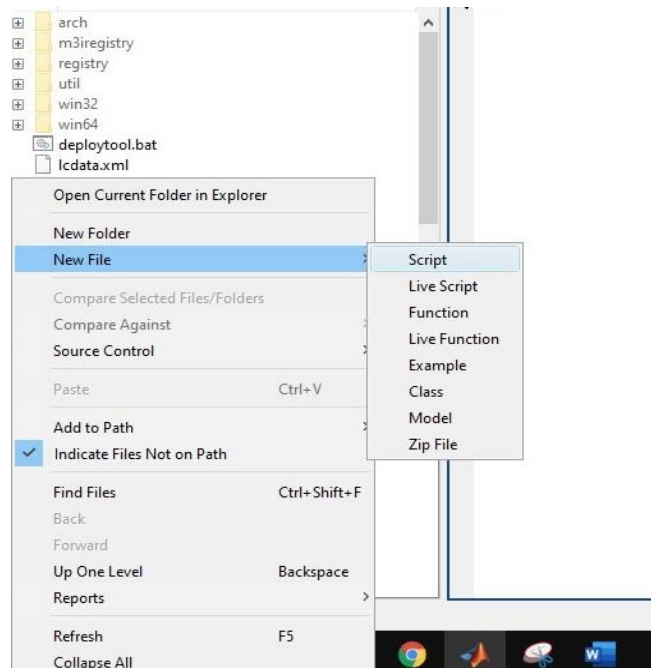 arch
m3iregistry
registry
util
win32
win64
deploytool.bat
lcdata.xml
Open Current Folder in Explorer
New Folder
New File
Compare Selected Files/Folders
Compare Against
Source Control
Paste Ctrl+V
Add to Path
Indicate Files Not on Path
Find Files Ctrl+Shift+F
Back
Forward
Up One Level Backspace
Reports
Refresh F5
Collapse All
Script
Live Script
Function
Live Function
Example
Class
Model
Zip File
W